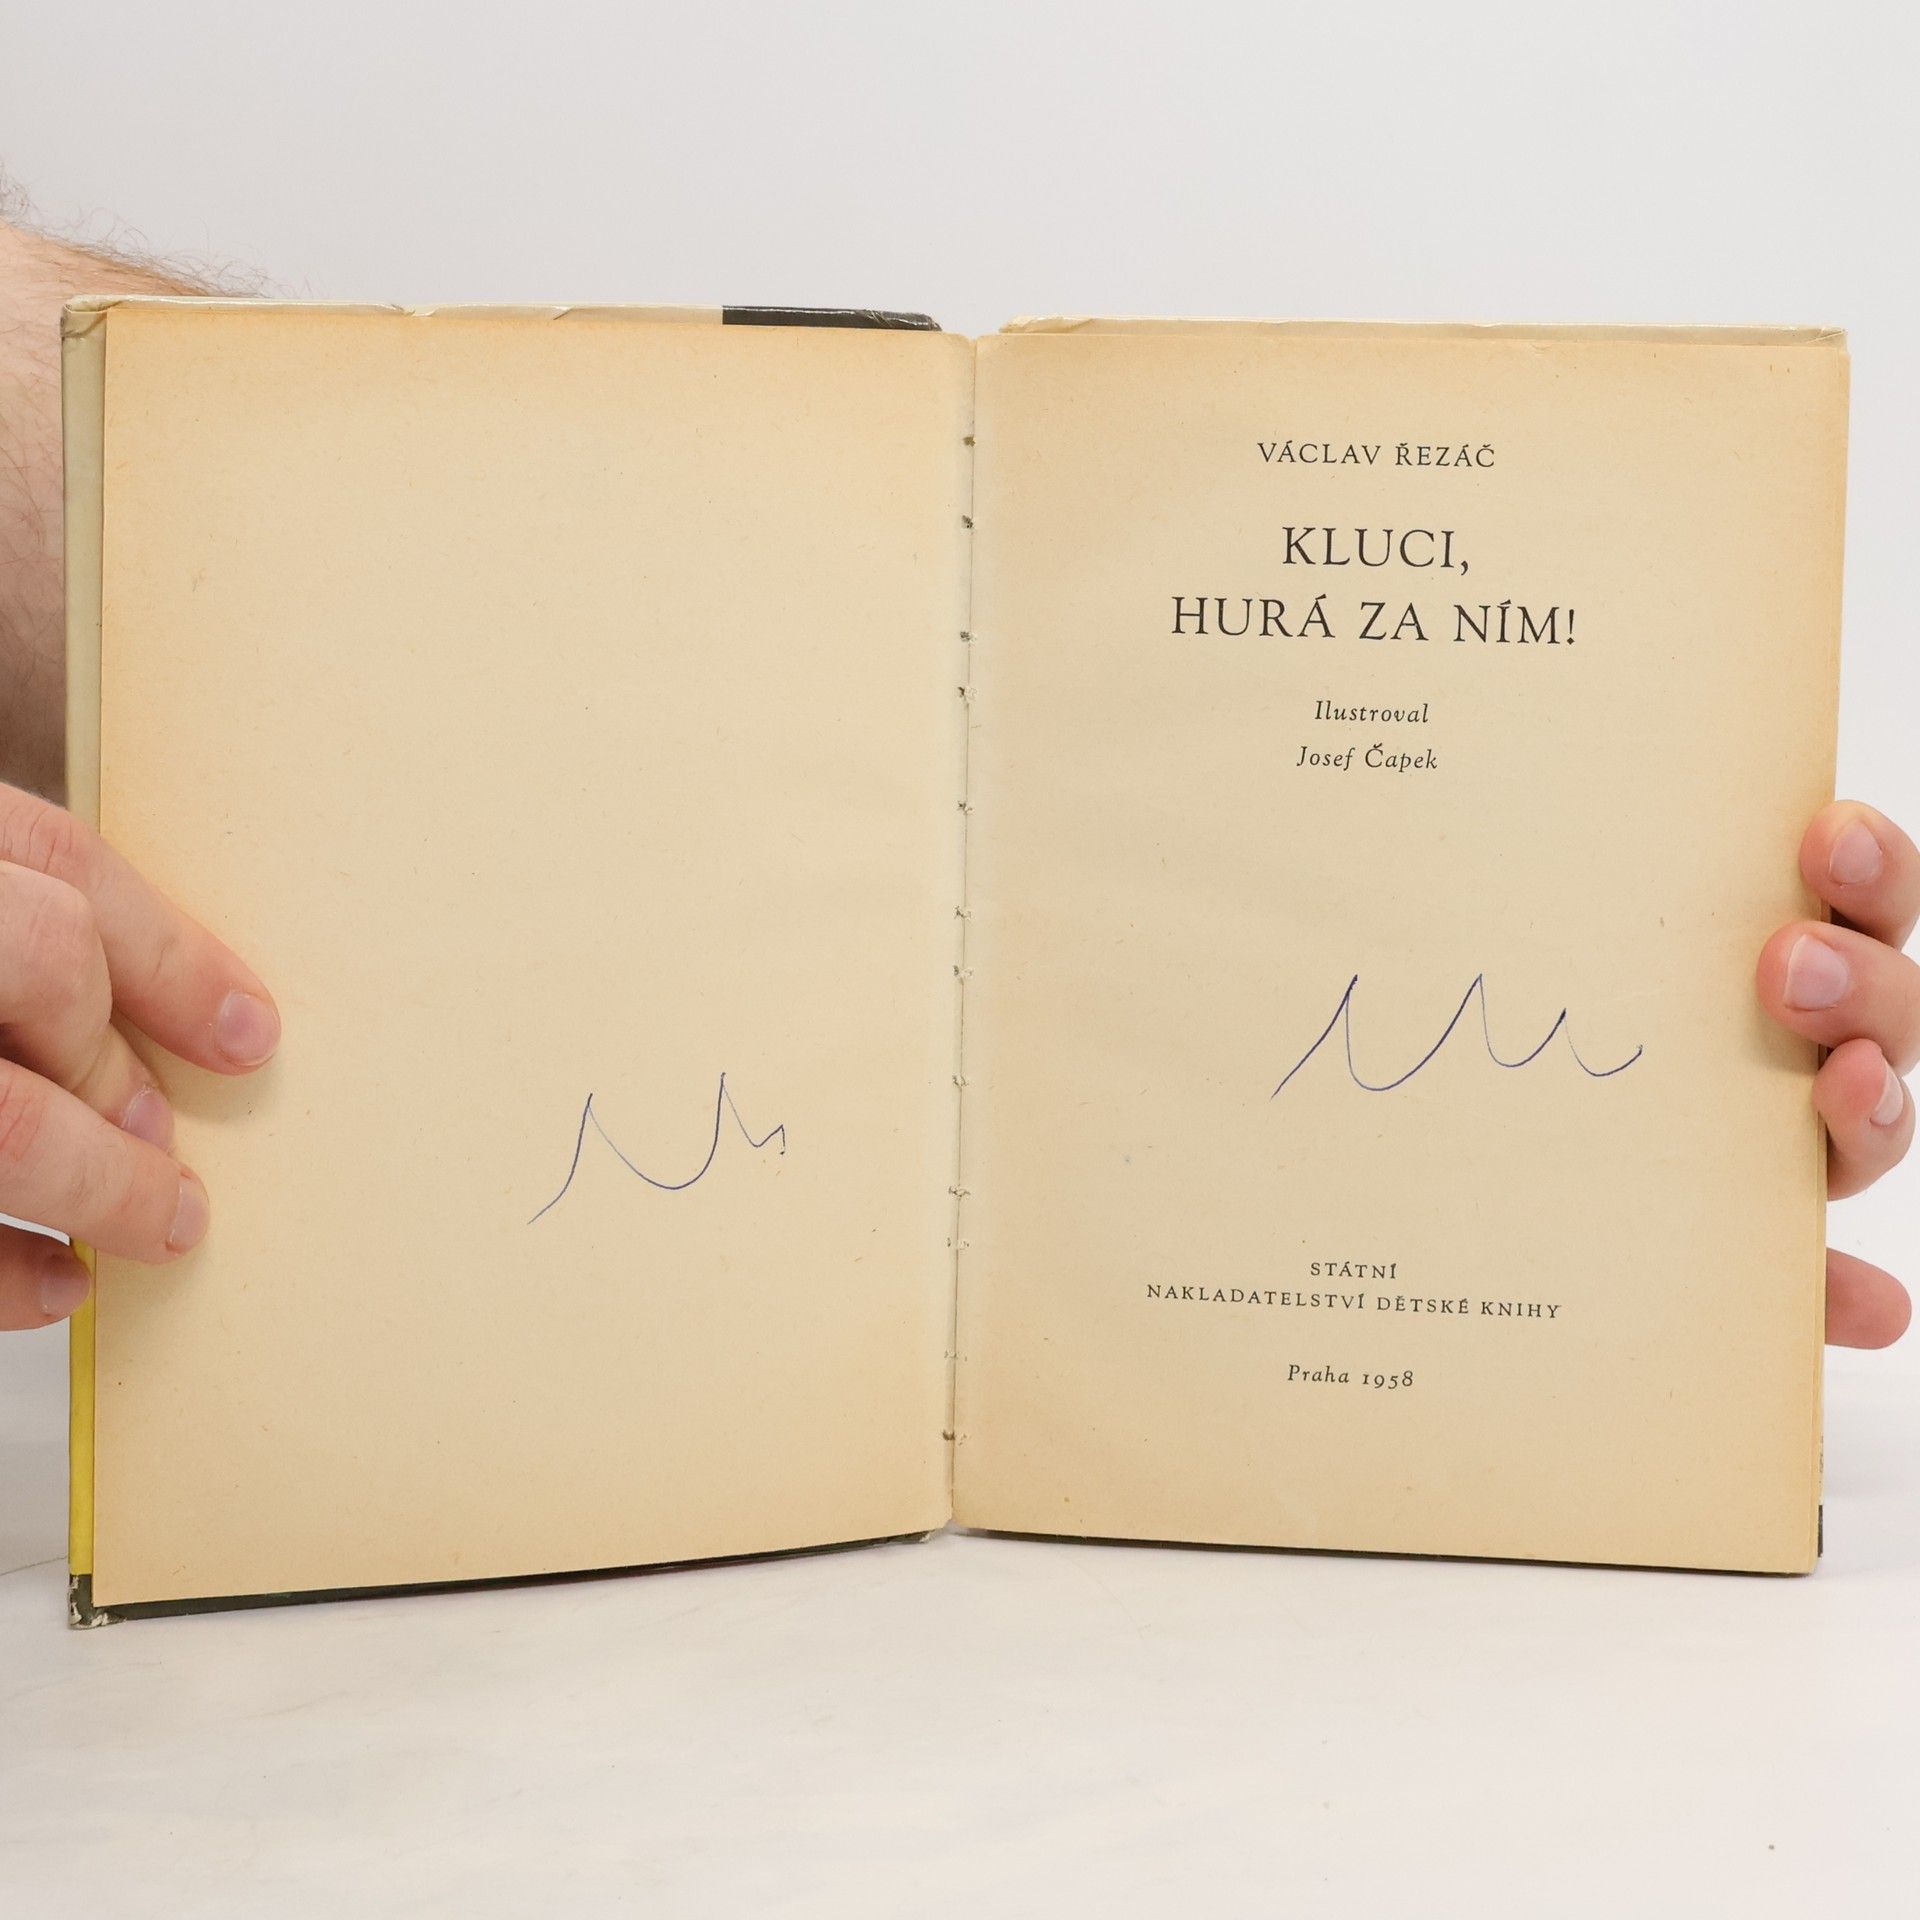 VÁCLAV ŘEZÁČ
KLUCI,
HURÁ ZA NÍM!
Ilustroval
Josef Čapek
STÁTNÍ
NAKLADATELSTVÍ DĚTSKÉ KNIHY
Praha 1958